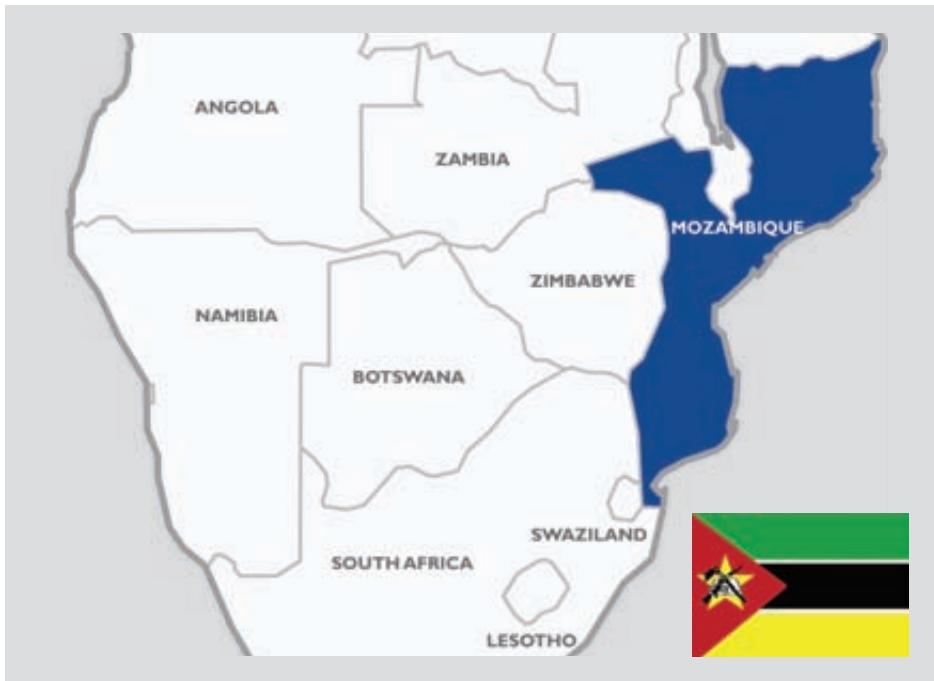 ANGOLA
ZAMBIA
MOZAMBIQUE
ZIMBABWE
NAMIBIA
BOTSWANA
SWAZILAND
SOUTH AFRICA
LESOTHO